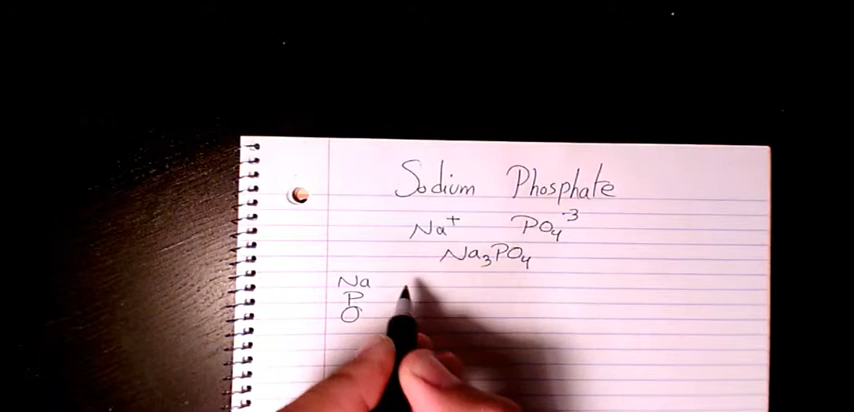 Sodium Phosphate
Na⁺ PO₄⁻³
Na₃PO₄
Na
P
O